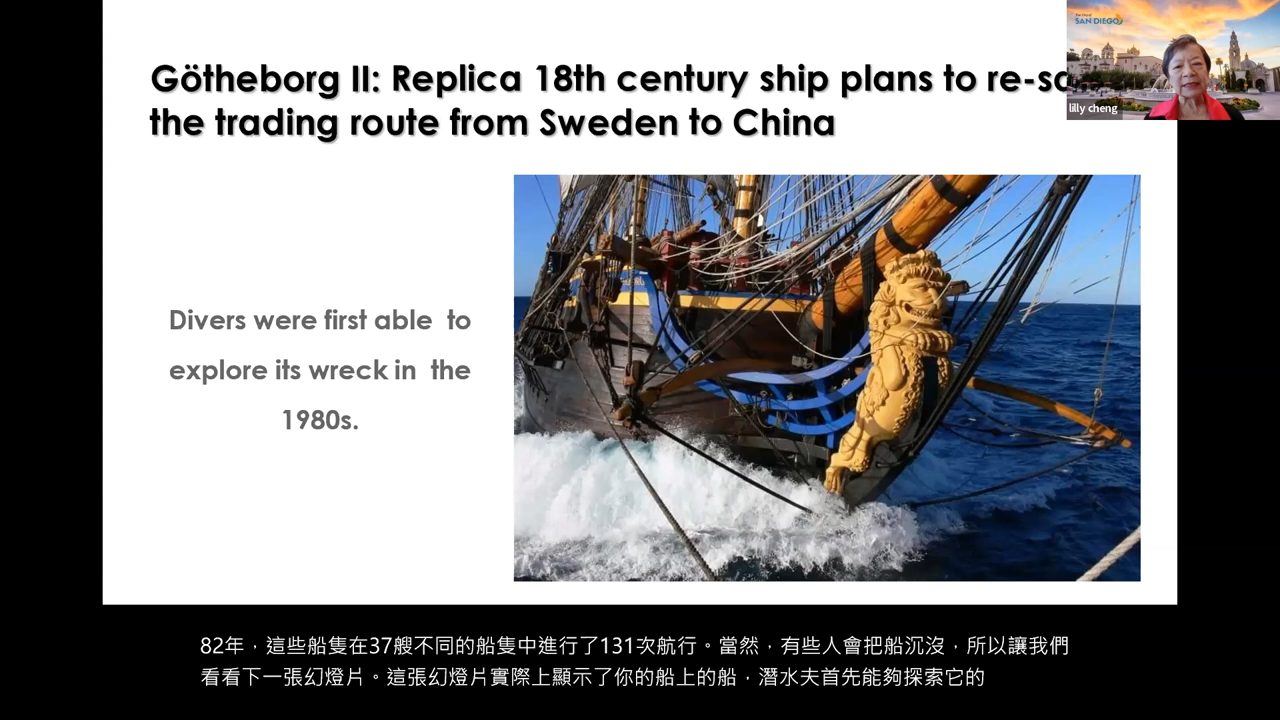 Götheborg II: Replica 18th century ship plans to re-sa
the trading route from Sweden to China
SAN DIEGO
lilly cheng
Divers were first able to
explore its wreck in the
1980s.
82年，這些船隻在37艘不同的船隻中進行了131次航行。當然，有些人會把船沉沒，所以讓我們
看看下一張幻燈片。這張幻燈片實際上顯示了你的船上的船，潛水夫首先能夠探索它的